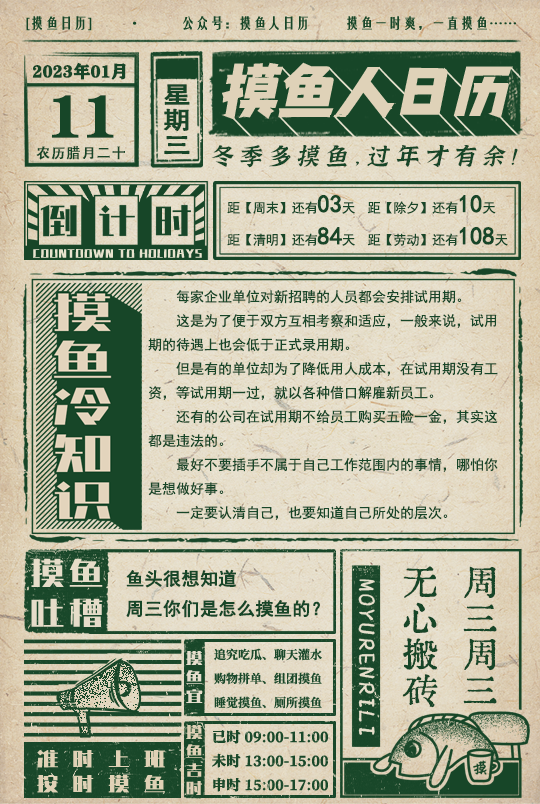 [摸鱼日历] · 公众号：摸鱼人日历 摸鱼一时爽，一直摸鱼……
2023年01月
11
农历腊月二十
星期三
摸鱼人日历
冬季多摸鱼，过年才有余！
倒计时
COUNTDOWN TO HOLIDAYS
距【周末】还有03天 距【除夕】还有10天
距【清明】还有84天 距【劳动】还有108天
摸鱼冷知识
每家企业单位对新招聘的人员都会安排试用期。
这是为了便于双方互相考察和适应，一般来说，试用
期的待遇上也会低于正式录用期。
但是有的单位却为了降低用人成本，在试用期没有工
资，等试用期一过，就以各种借口解雇新员工。
还有的公司在试用期不给员工购买五险一金，其实这
都是违法的。
最好不要插手不属于自己工作范围内的事情，哪怕你
是想做好事。
一定要认清自己，也要知道自己所处的层次。
摸鱼
吐槽
鱼头很想知道
周三你们是怎么摸鱼的？
准时上班
按时摸鱼
摸鱼宜
追究吃瓜、聊天灌水
购物拼单、组团摸鱼
睡觉摸鱼、厕所摸鱼
摸鱼吉时
巳时 09:00-11:00
未时 13:00-15:00
申时 15:00-17:00
周三周三
无心搬砖
MOYURENRILI
摸